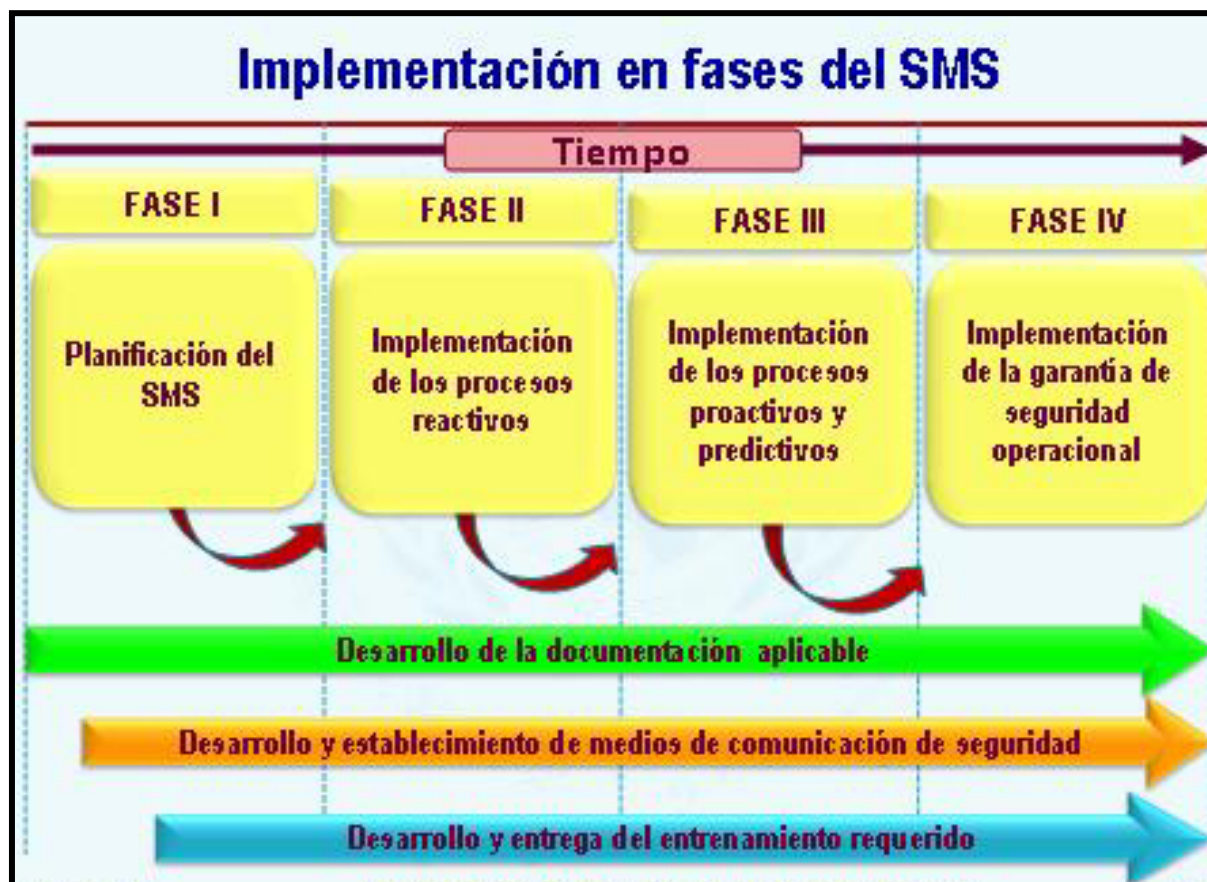 Implementación en fases del SMS
Tiempo
FASE I
FASE II
FASE III
FASE IV
Planificación del
SMS
Implementación
de los procesos
reactivos
Implementación
de los procesos
proactivos y
predictivos
Implementación
de la garantía de
seguridad
operacional
Desarrollo de la documentación aplicable
Desarrollo y establecimiento de medios de comunicación de seguridad
Desarrollo y entrega del entrenamiento requerido